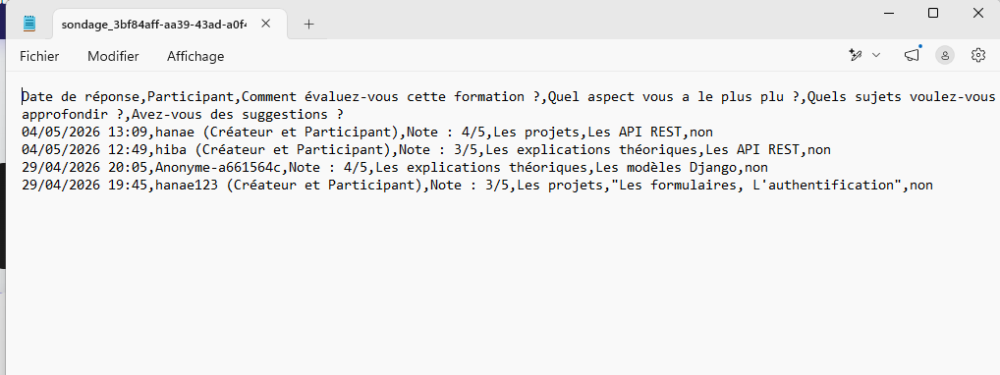 sondage_3bf84aff-aa39-43ad-a0f4
Fichier Modifier Affichage
Date de réponse,Participant,Comment évaluez-vous cette formation ?,Quel aspect vous a le plus plu ?,Quels sujets voulez-vous
approfondir ?,Avez-vous des suggestions ?
04/05/2026 13:09,hanae (Créateur et Participant),Note : 4/5,Les projets,Les API REST,non
04/05/2026 12:49,hiba (Créateur et Participant),Note : 3/5,Les explications théoriques,Les API REST,non
29/04/2026 20:05,Anonyme-a661564c,Note : 4/5,Les explications théoriques,Les modèles Django,non
29/04/2026 19:45,hanae123 (Créateur et Participant),Note : 3/5,Les projets,"Les formulaires, L'authentification",non